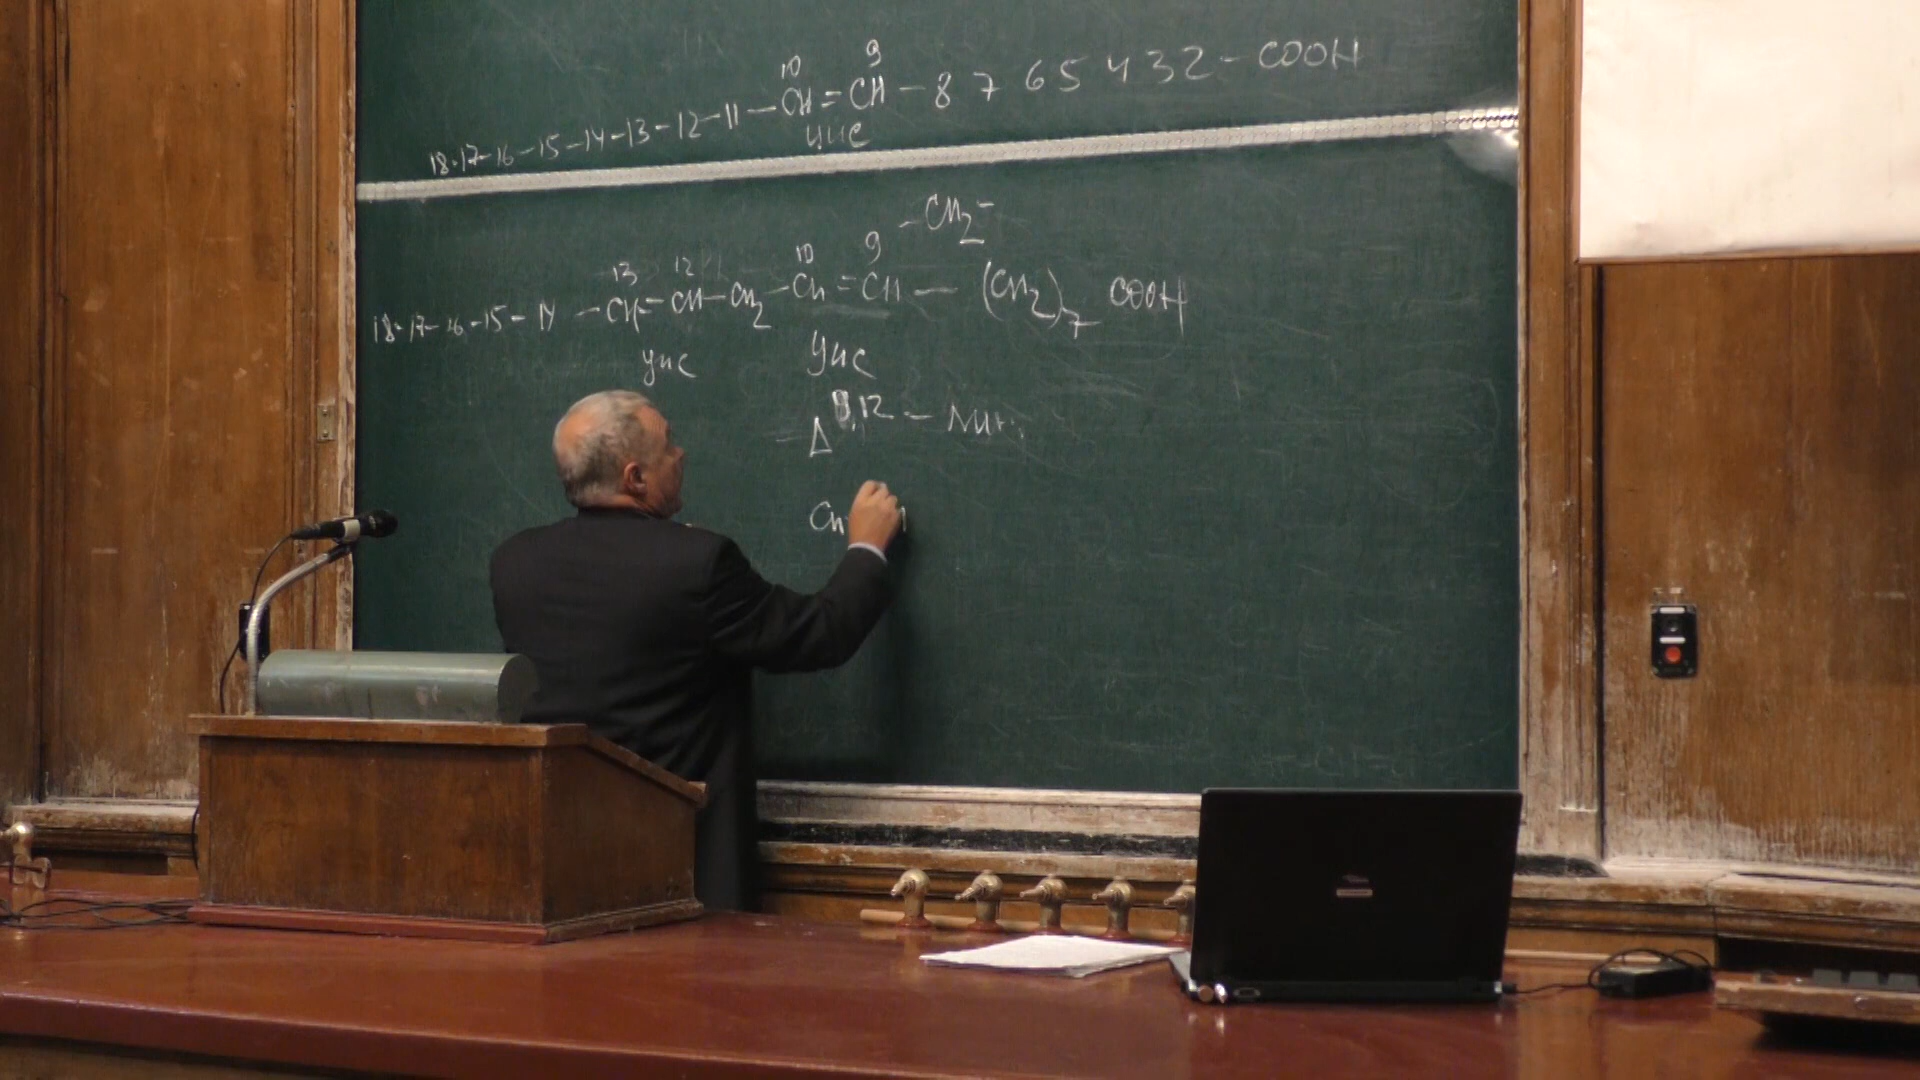 10 9
18-17-16-15-14-13-12-11-CH=CH-8 7 6 5 4 3 2-COOH
цис
-CH2-
13 12 10 9
18-17-16-15-14-CH=CH-CH2-CH=CH-(CH2)7 COOH
цис цис
Δ9,12 -
CH